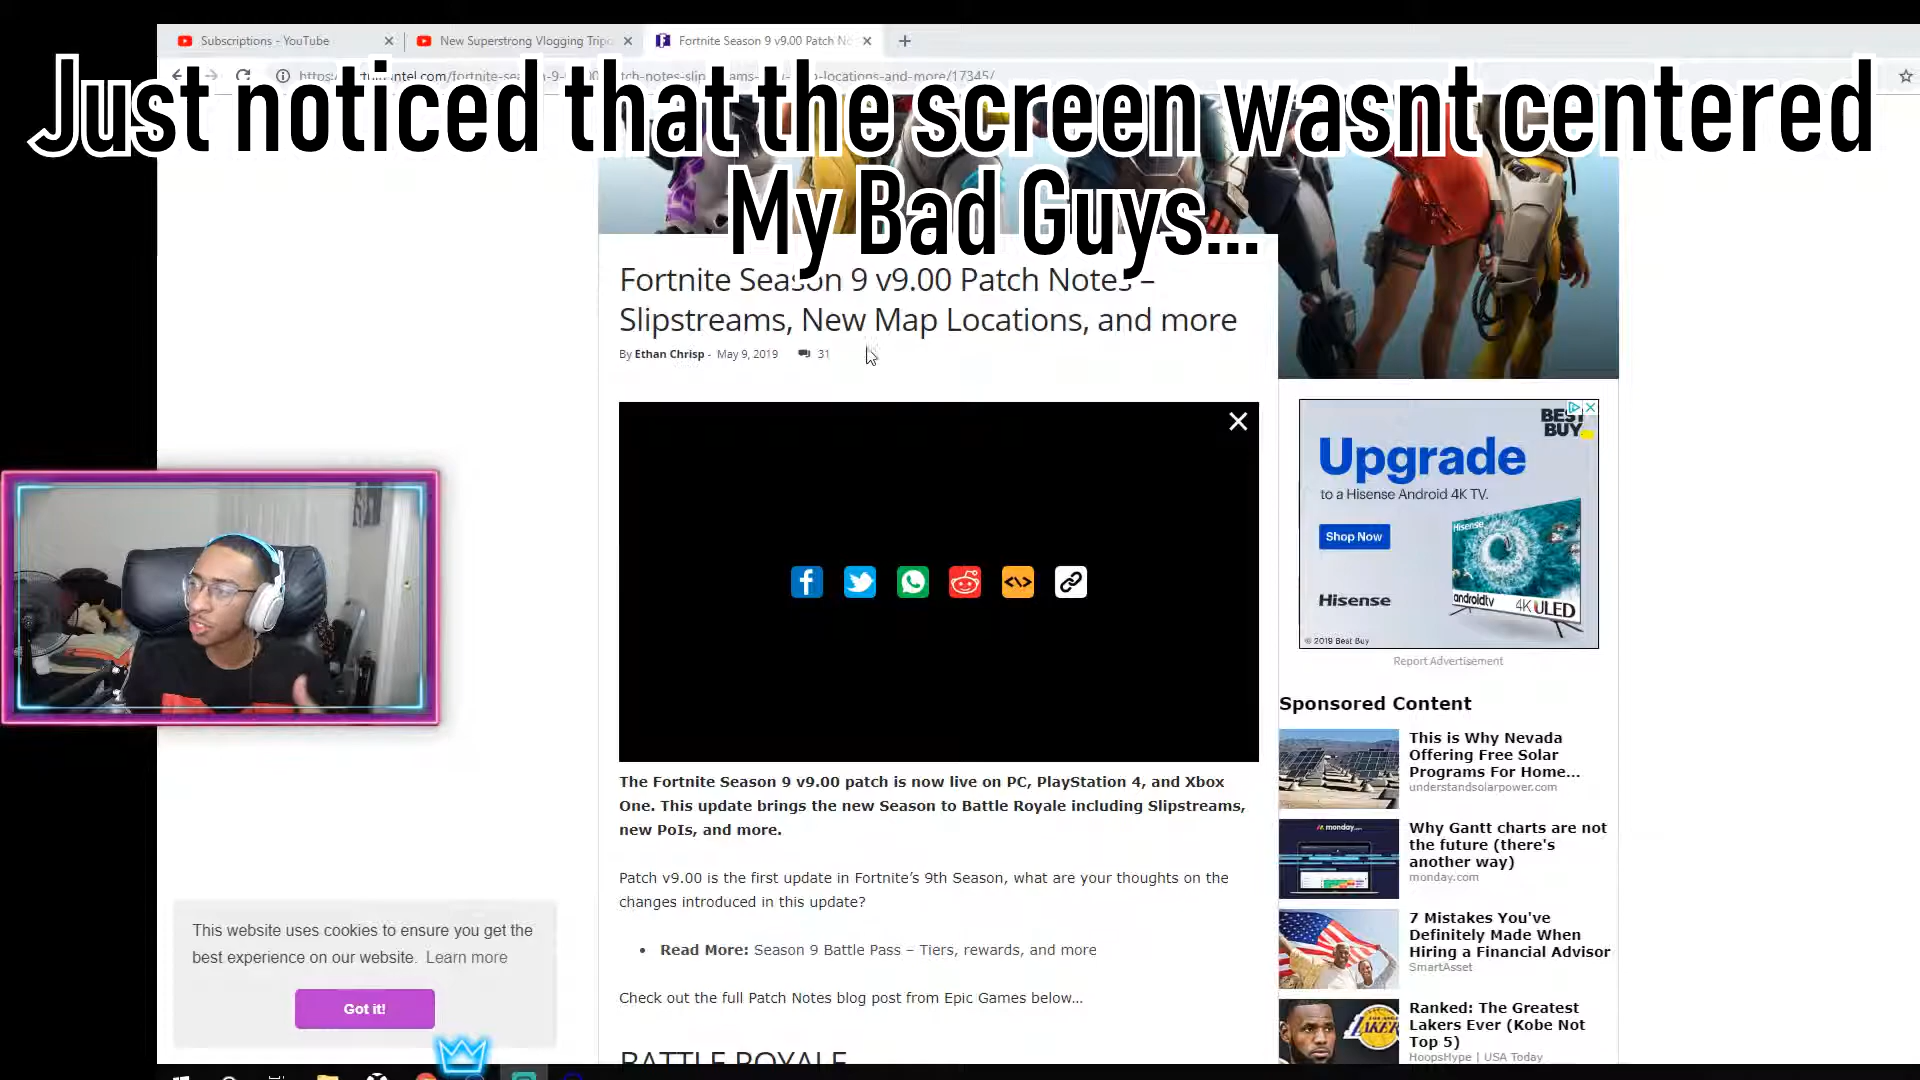 Subscriptions - YouTube
New Superstrong Vlogging Tripo
Fortnite Season 9 v9.00 Patch No
Just noticed that the screen wasnt centered
My Bad Guys...
Fortnite Season 9 v9.00 Patch Notes –
Slipstreams, New Map Locations, and more
By Ethan Chrisp - May 9, 2019 31
BEST
BUY
Upgrade
to a Hisense Android 4K TV.
Shop Now
Hisense
Hisense
androidtv 4K ULED
© 2019 Best Buy
Report Advertisement
The Fortnite Season 9 v9.00 patch is now live on PC, PlayStation 4, and Xbox
One. This update brings the new Season to Battle Royale including Slipstreams,
new PoIs, and more.
Patch v9.00 is the first update in Fortnite’s 9th Season, what are your thoughts on the
changes introduced in this update?
• Read More: Season 9 Battle Pass – Tiers, rewards, and more
Check out the full Patch Notes blog post from Epic Games below...
BATTLE ROYALE
Sponsored Content
This is Why Nevada
Offering Free Solar
Programs For Home...
understandsolarpower.com
monday.com
Why Gantt charts are not
the future (there's
another way)
monday.com
7 Mistakes You've
Definitely Made When
Hiring a Financial Advisor
SmartAsset
LAKERS
Ranked: The Greatest
Lakers Ever (Kobe Not
Top 5)
HoopsHype | USA Today
This website uses cookies to ensure you get the
best experience on our website. Learn more
Got it!